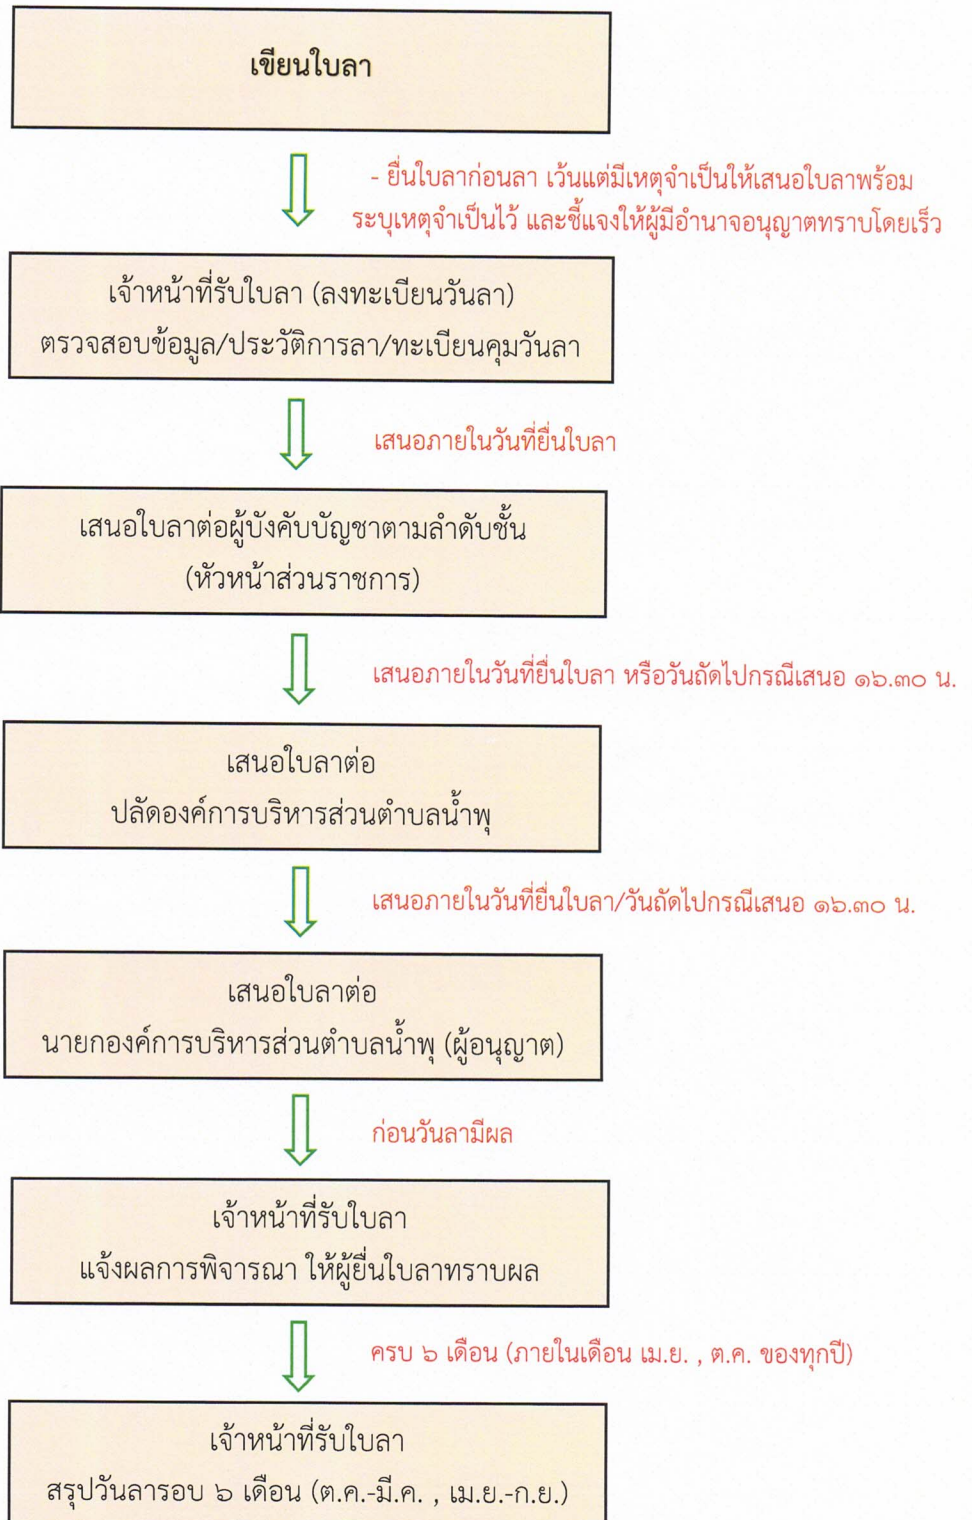 เขียนใบลา
- ยื่นใบลาก่อนลา เว้นแต่มีเหตุจำเป็นให้เสนอใบลาพร้อม
ระบุเหตุจำเป็นไว้ และชี้แจงให้ผู้มีอำนาจอนุญาตทราบโดยเร็ว
เจ้าหน้าที่รับใบลา (ลงทะเบียนวันลา)
ตรวจสอบข้อมูล/ประวัติการลา/ทะเบียนคุมวันลา
เสนอภายในวันที่ยื่นใบลา
เสนอใบลาต่อผู้บังคับบัญชาตามลำดับชั้น
(หัวหน้าส่วนราชการ)
เสนอภายในวันที่ยื่นใบลา หรือวันถัดไปกรณีเสนอ ๑๖.๓๐ น.
เสนอใบลาต่อ
ปลัดองค์การบริหารส่วนตำบลน้ำพุ
เสนอภายในวันที่ยื่นใบลา/วันถัดไปกรณีเสนอ ๑๖.๓๐ น.
เสนอใบลาต่อ
นายกองค์การบริหารส่วนตำบลน้ำพุ (ผู้อนุญาต)
ก่อนวันลามีผล
เจ้าหน้าที่รับใบลา
แจ้งผลการพิจารณา ให้ผู้ยื่นใบลาทราบผล
ครบ ๖ เดือน (ภายในเดือน เม.ย. , ต.ค. ของทุกปี)
เจ้าหน้าที่รับใบลา
สรุปวันลารอบ ๖ เดือน (ต.ค.-มี.ค. , เม.ย.-ก.ย.)